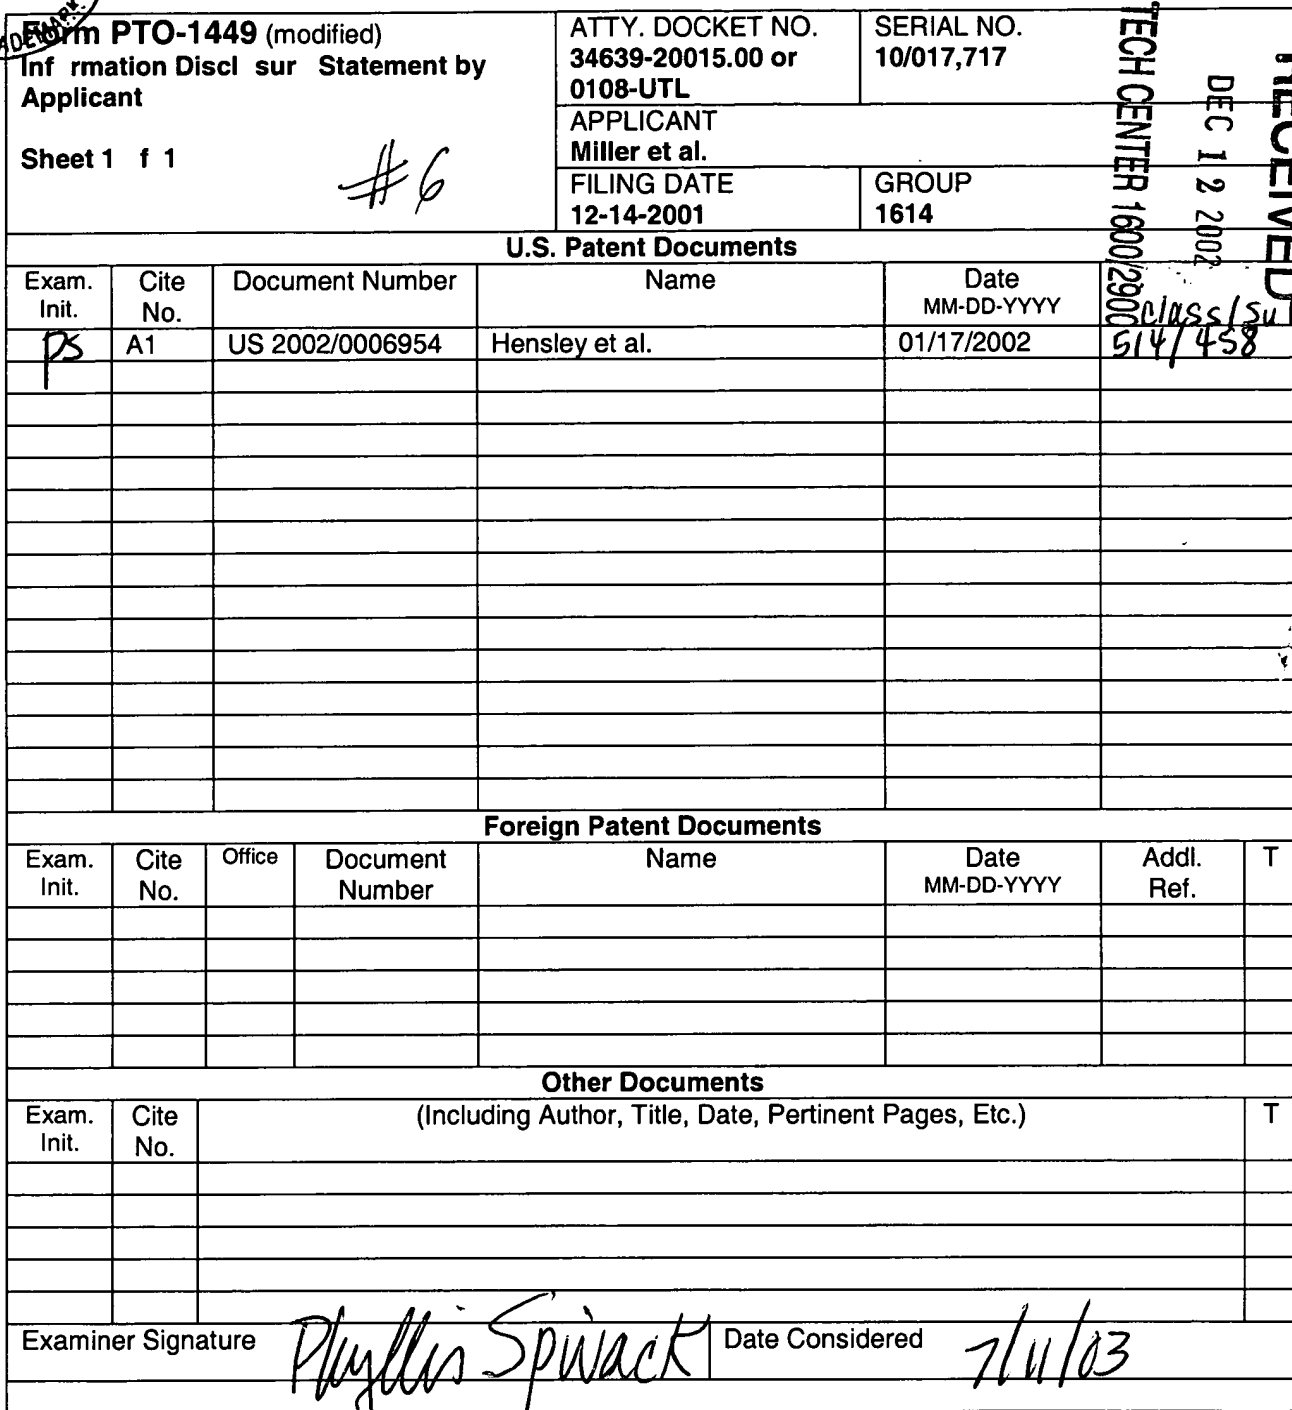 Form PTO-1449 (modified)
Inf rmation Discl sur Statement by
Applicant
Sheet 1 f 1
#6
ATTY. DOCKET NO.
34639-20015.00 or
0108-UTL
SERIAL NO.
10/017,717
APPLICANT
Miller et al.
FILING DATE
12-14-2001
GROUP
1614
TECH CENTER 1600/2900
DEC 12 2002
RECEIVED
U.S. Patent Documents
Exam. Init. Cite No. Document Number Name Date MM-DD-YYYY class/su
PS A1 US 2002/0006954 Hensley et al. 01/17/2002 514/458
Foreign Patent Documents
Exam. Init. Cite No. Office Document Number Name Date MM-DD-YYYY Addl. Ref. T
Other Documents
Exam. Init. Cite No. (Including Author, Title, Date, Pertinent Pages, Etc.) T
Examiner Signature Phyllis Spivack Date Considered 7/11/03